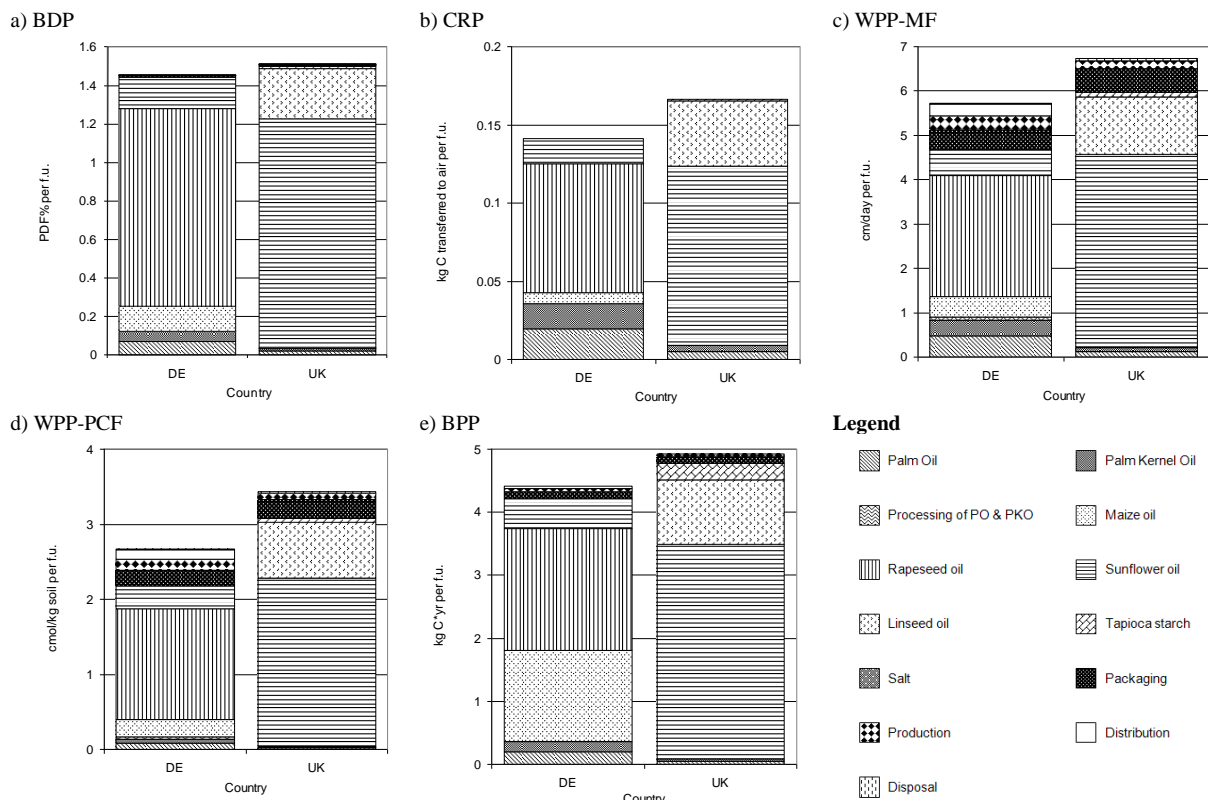 a) BDP
PDF% per f.u.
1.6
1.4
1.2
1
0.8
0.6
0.4
0.2
0
DE
UK
Country
b) CRP
kg C transferred to air per f.u.
0.2
0.15
0.1
0.05
0
DE
UK
Country
c) WPP-MF
cm/day per f.u.
7
6
5
4
3
2
1
0
DE
UK
Country
d) WPP-PCF
cmol/kg soil per f.u.
4
3
2
1
0
DE
UK
Country
e) BPP
kg C*yr per f.u.
5
4
3
2
1
0
DE
UK
Country
Legend
Palm Oil
Palm Kernel Oil
Processing of PO & PKO
Maize oil
Rapeseed oil
Sunflower oil
Linseed oil
Tapioca starch
Salt
Packaging
Production
Distribution
Disposal